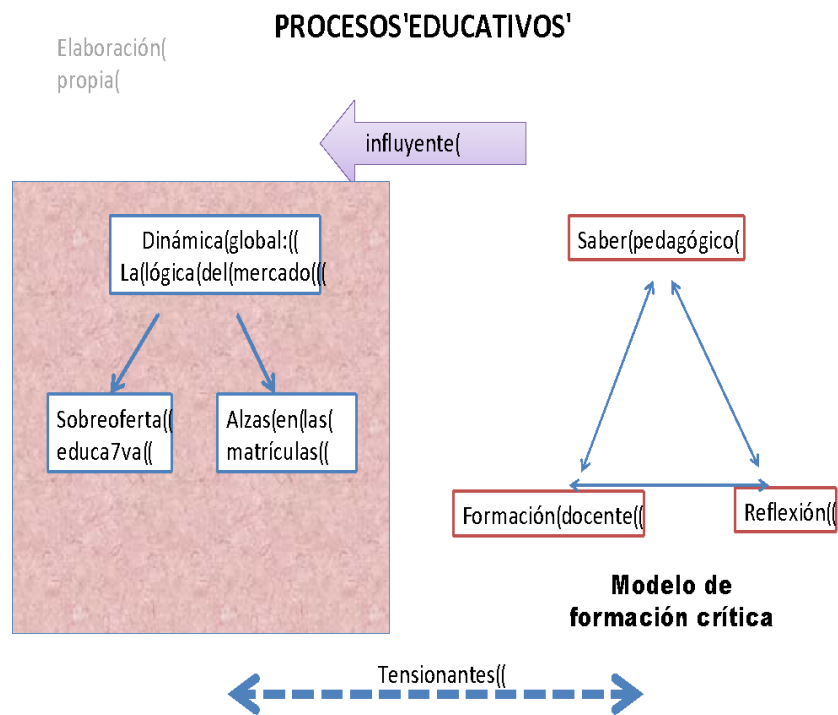 PROCESOS'EDUCATIVOS'
Elaboración(
propia(
influyente(
Dinámica(global:((
La(lógica(del(mercado(((
Saber(pedagógico(
Sobreoferta((
educa7va((
Alzas(en(las(
matrículas((
Formación(docente((
Reflexión((
Modelo de
formación crítica
Tensionantes((